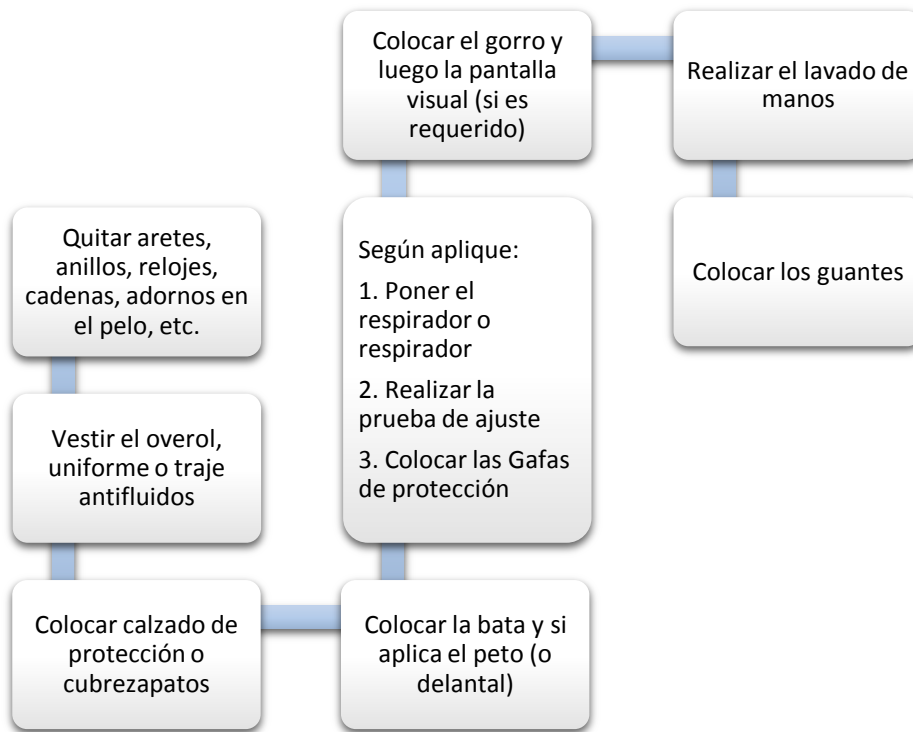 Quitar aretes,
anillos, relojes,
cadenas, adornos en
el pelo, etc.
Vestir el overol,
uniforme o traje
antifluidos
Colocar calzado de
protección o
cubrezapatos
Colocar la bata y si
aplica el peto (o
delantal)
Según aplique:
1. Poner el
respirador o
respirador
2. Realizar la
prueba de ajuste
3. Colocar las Gafas
de protección
Colocar el gorro y
luego la pantalla
visual (si es
requerido)
Realizar el lavado de
manos
Colocar los guantes